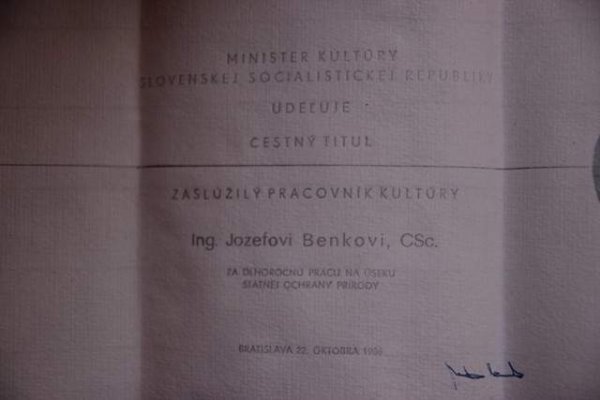 MINISTER KULTÚRY
SLOVENSKEJ SOCIALISTICKEJ REPUBLIKY
UDEĽUJE
ČESTNÝ TITUL
ZASLÚŽILÝ PRACOVNÍK KULTÚRY
Ing. Jozefovi Benkovi, CSc.
ZA DLHOROČNÚ PRÁCU NA ÚSEKU
ŠTÁTNEJ OCHRANY PRÍRODY
BRATISLAVA 22. OKTÓBRA